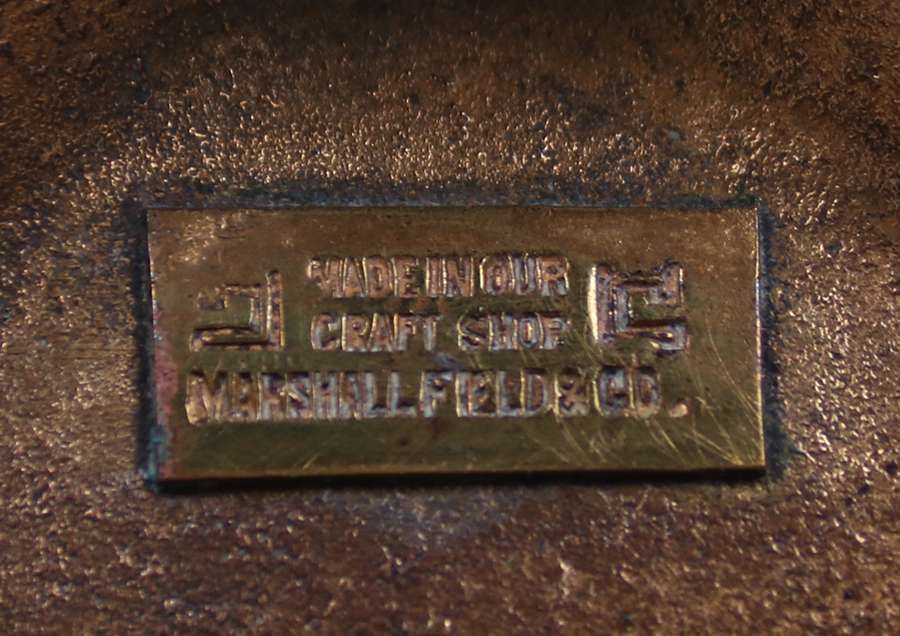 MADE IN OUR
CRAFT SHOP
MARSHALL FIELD & CO.